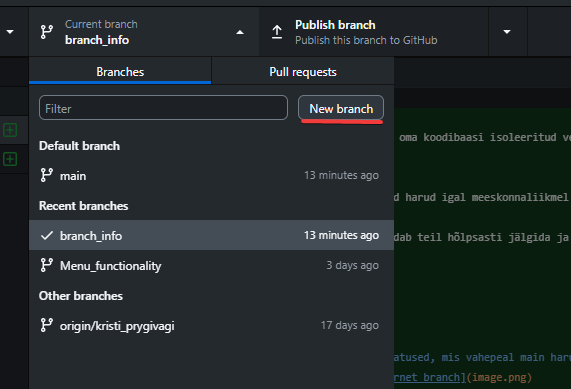 Current branch
branch_info
Publish branch
Publish this branch to GitHub
Branches
Pull requests
Filter
New branch
Default branch
main
13 minutes ago
Recent branches
branch_info
13 minutes ago
Menu_functionality
3 days ago
Other branches
origin/kristi_prygivagi
17 days ago
oma koodibaasi isoleeritud ve
d harud igal meeskonnaliikmel
dab teil hõlpsasti jälgida ja
atused, mis vahepeal main haru
rnet branch](image.png)